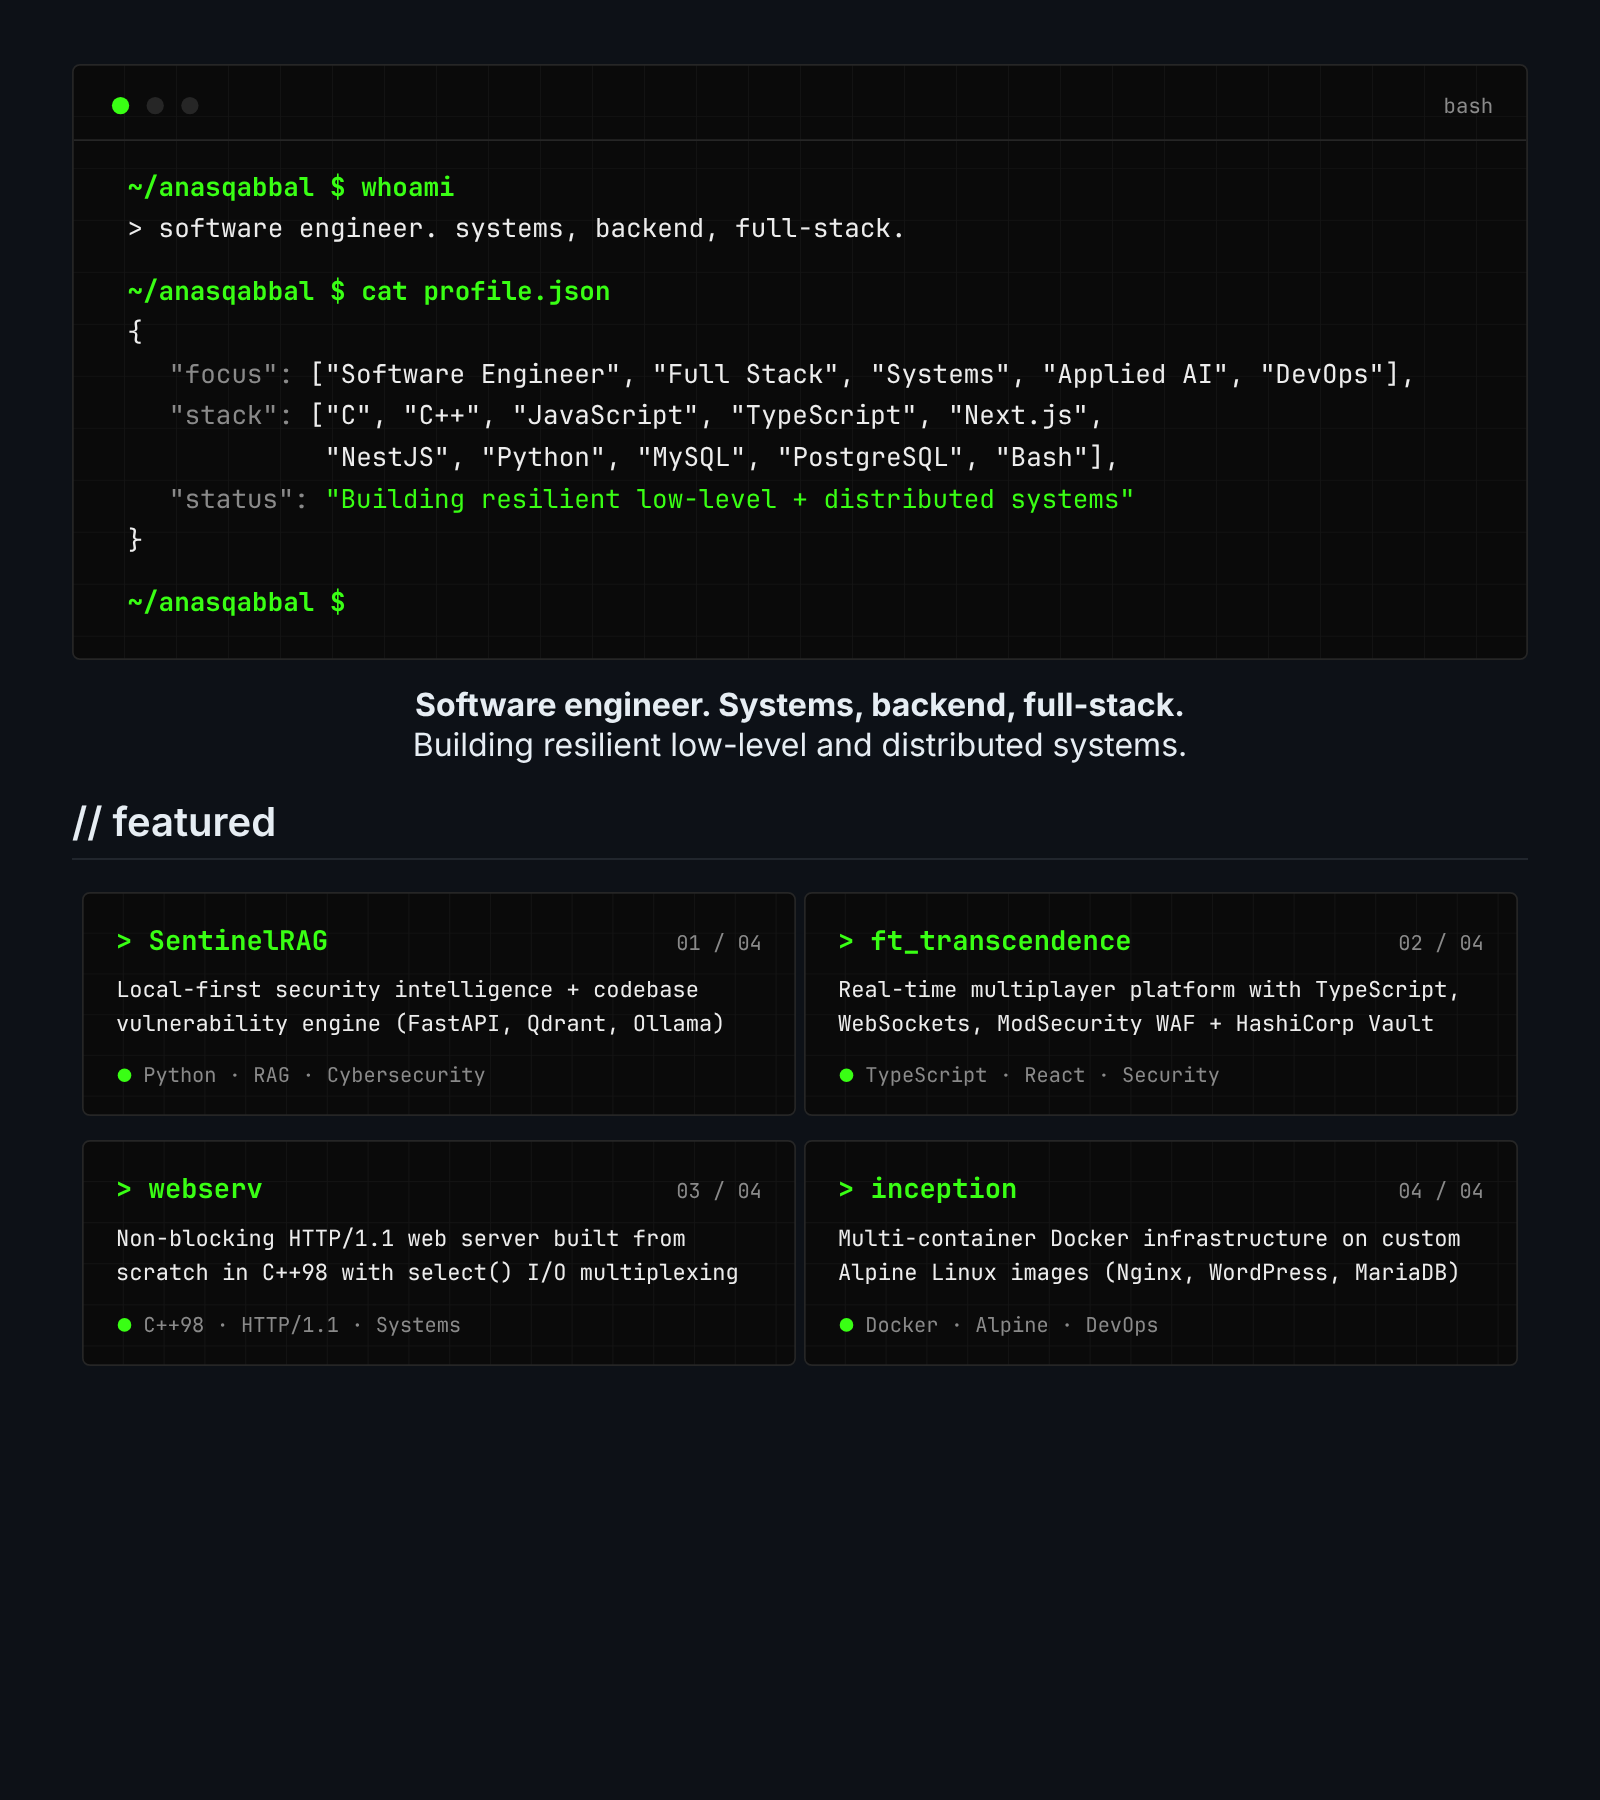 bash
~/anasqabbal $ whoami
> software engineer. systems, backend, full-stack.
~/anasqabbal $ cat profile.json
{
"focus": ["Software Engineer", "Full Stack", "Systems", "Applied AI", "DevOps"],
"stack": ["C", "C++", "JavaScript", "TypeScript", "Next.js",
"NestJS", "Python", "MySQL", "PostgreSQL", "Bash"],
"status": "Building resilient low-level + distributed systems"
}
~/anasqabbal $
Software engineer. Systems, backend, full-stack.
Building resilient low-level and distributed systems.
// featured
> SentinelRAG 01 / 04
Local-first security intelligence + codebase
vulnerability engine (FastAPI, Qdrant, Ollama)
Python · RAG · Cybersecurity
> ft_transcendence 02 / 04
Real-time multiplayer platform with TypeScript,
WebSockets, ModSecurity WAF + HashiCorp Vault
TypeScript · React · Security
> webserv 03 / 04
Non-blocking HTTP/1.1 web server built from
scratch in C++98 with select() I/O multiplexing
C++98 · HTTP/1.1 · Systems
> inception 04 / 04
Multi-container Docker infrastructure on custom
Alpine Linux images (Nginx, WordPress, MariaDB)
Docker · Alpine · DevOps